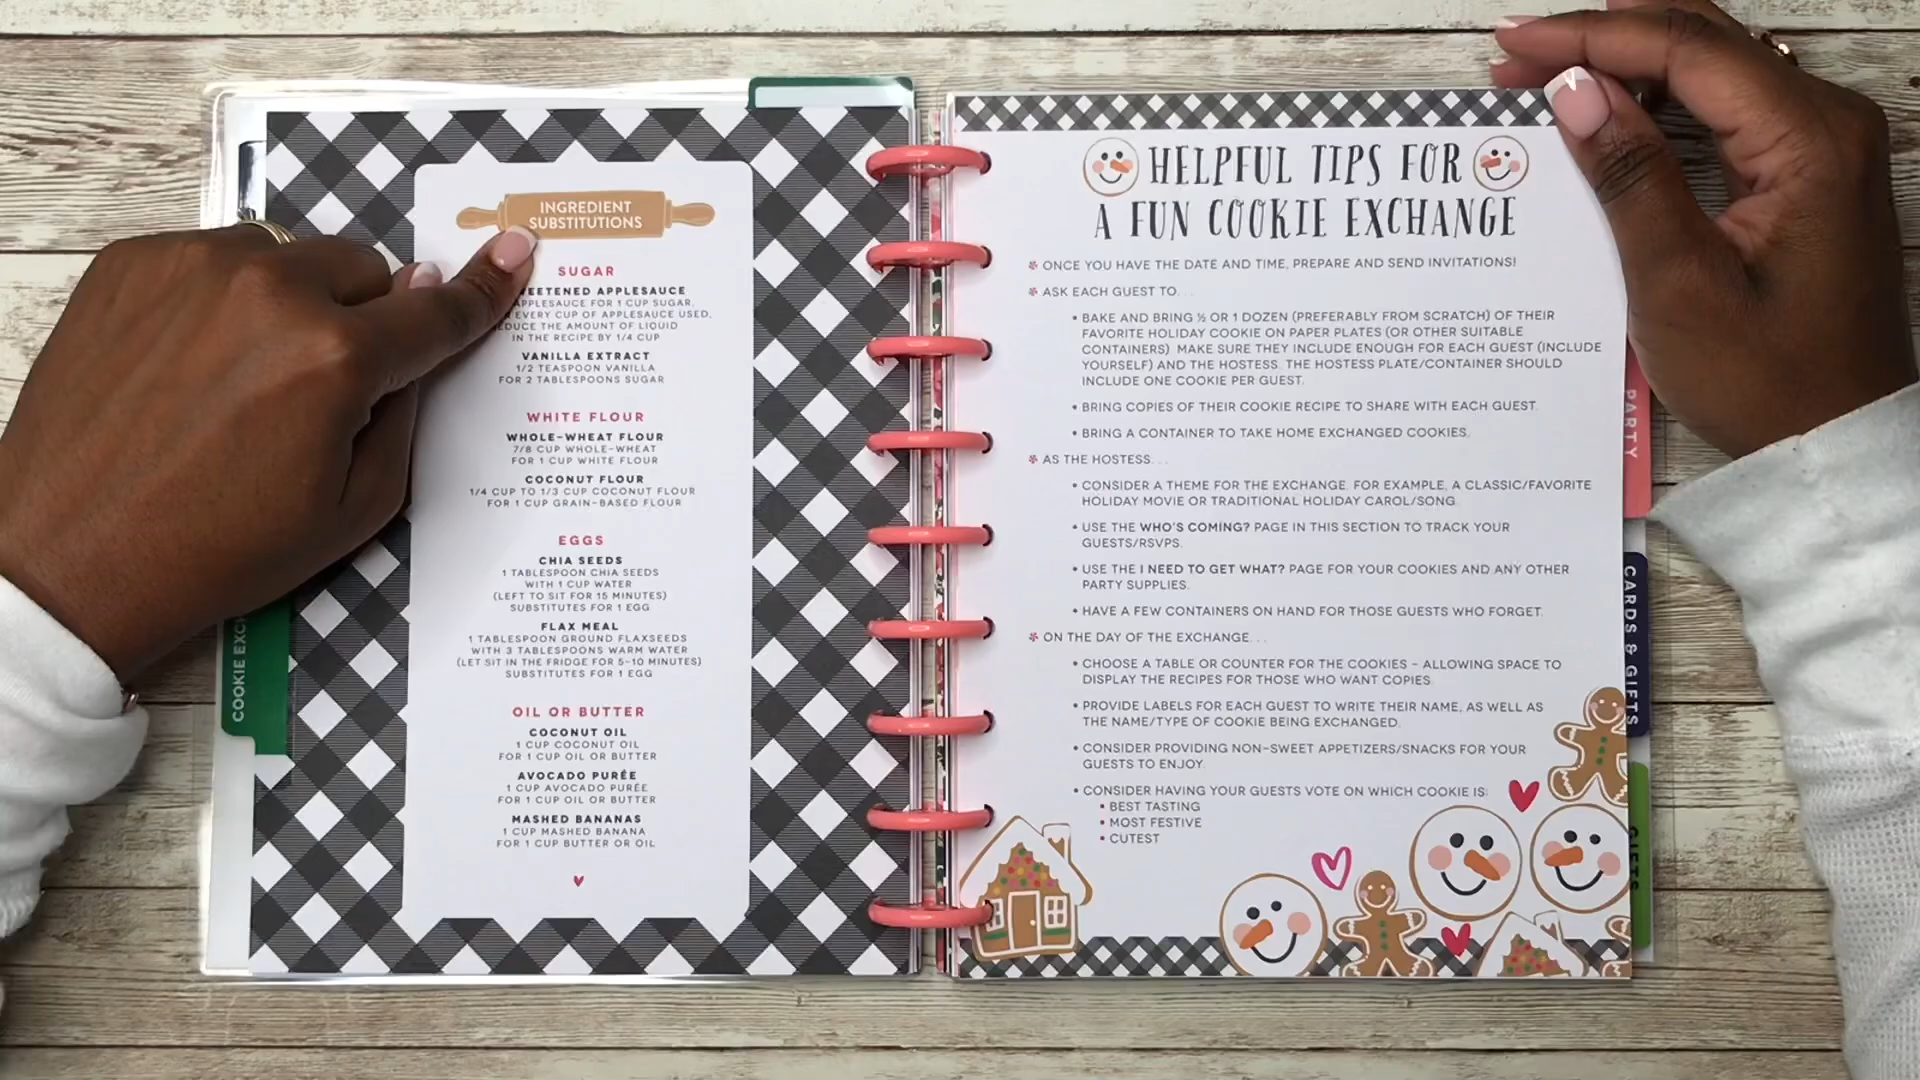 INGREDIENT
SUBSTITUTIONS
SUGAR
APPLESAUCE
APPLESAUCE FOR 1 CUP SUGAR.
EVERY CUP OF APPLESAUCE USED,
THE AMOUNT OF LIQUID
IN THE RECIPE BY 1/4 CUP
VANILLA EXTRACT
1/2 TEASPOON VANILLA
FOR 2 TABLESPOONS SUGAR
WHITE FLOUR
WHOLE-WHEAT FLOUR
7/8 CUP WHOLE-WHEAT
FOR 1 CUP WHITE FLOUR
COCONUT FLOUR
1/4 CUP TO 1/3 CUP COCONUT FLOUR
FOR 1 CUP GRAIN-BASED FLOUR
EGGS
CHIA SEEDS
1 TABLESPOON CHIA SEEDS
WITH 1 CUP WATER
(LEFT TO SIT FOR 15 MINUTES)
SUBSTITUTES FOR 1 EGG
FLAX MEAL
1 TABLESPOON GROUND FLAXSEEDS
WITH 3 TABLESPOONS WARM WATER
(LET SIT IN THE FRIDGE FOR 5-10 MINUTES)
SUBSTITUTES FOR 1 EGG
OIL OR BUTTER
COCONUT OIL
1 CUP COCONUT OIL
FOR 1 CUP OIL OR BUTTER
AVOCADO PURÉE
1 CUP AVOCADO PURÉE
FOR 1 CUP OIL OR BUTTER
MASHED BANANAS
1 CUP MASHED BANANA
FOR 1 CUP BUTTER OR OIL
COOKIE EXC
HELPFUL TIPS FOR
A FUN COOKIE EXCHANGE
ONCE YOU HAVE THE DATE AND TIME, PREPARE AND SEND INVITATIONS!
ASK EACH GUEST TO...
• BAKE AND BRING ½ OR 1 DOZEN (PREFERABLY FROM SCRATCH) OF THEIR
FAVORITE HOLIDAY COOKIE ON PAPER PLATES (OR OTHER SUITABLE
CONTAINERS). MAKE SURE THEY INCLUDE ENOUGH FOR EACH GUEST (INCLUDE
YOURSELF) AND THE HOSTESS. THE HOSTESS PLATE/CONTAINER SHOULD
INCLUDE ONE COOKIE PER GUEST.
• BRING COPIES OF THEIR COOKIE RECIPE TO SHARE WITH EACH GUEST.
• BRING A CONTAINER TO TAKE HOME EXCHANGED COOKIES.
AS THE HOSTESS...
• CONSIDER A THEME FOR THE EXCHANGE. FOR EXAMPLE, A CLASSIC/FAVORITE
HOLIDAY MOVIE OR TRADITIONAL HOLIDAY CAROL/SONG.
• USE THE WHO'S COMING? PAGE IN THIS SECTION TO TRACK YOUR
GUESTS/RSVPS.
• USE THE I NEED TO GET WHAT? PAGE FOR YOUR COOKIES AND ANY OTHER
PARTY SUPPLIES.
• HAVE A FEW CONTAINERS ON HAND FOR THOSE GUESTS WHO FORGET.
ON THE DAY OF THE EXCHANGE...
• CHOOSE A TABLE OR COUNTER FOR THE COOKIES - ALLOWING SPACE TO
DISPLAY THE RECIPES FOR THOSE WHO WANT COPIES.
• PROVIDE LABELS FOR EACH GUEST TO WRITE THEIR NAME, AS WELL AS
THE NAME/TYPE OF COOKIE BEING EXCHANGED.
• CONSIDER PROVIDING NON-SWEET APPETIZERS/SNACKS FOR YOUR
GUESTS TO ENJOY.
• CONSIDER HAVING YOUR GUESTS VOTE ON WHICH COOKIE IS:
• BEST TASTING
• MOST FESTIVE
• CUTEST
PARTY
CARDS & GIFTS
GIFTS